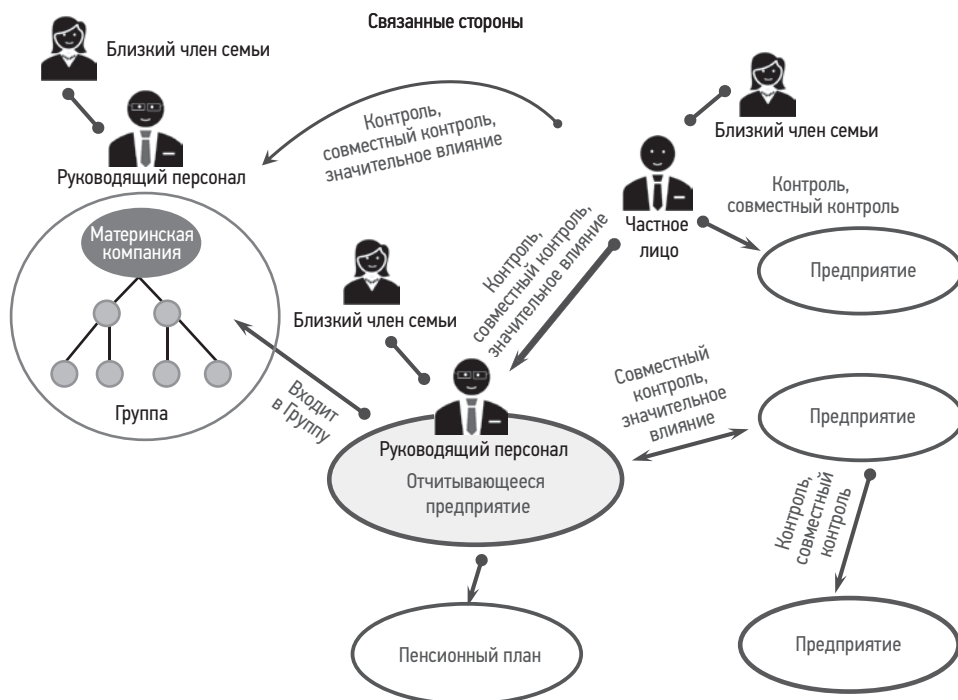 Связанные стороны
Близкий член семьи
Руководящий персонал
Контроль,
совместный контроль,
значительное влияние
Близкий член семьи
Частное
лицо
Контроль,
совместный контроль
Предприятие
Материнская
компания
Группа
Близкий член семьи
Контроль,
совместный контроль,
значительное влияние
Входит
в Группу
Руководящий персонал
Отчитывающееся
предприятие
Совместный
контроль,
значительное
влияние
Предприятие
Контроль,
совместный
контроль
Пенсионный план
Предприятие